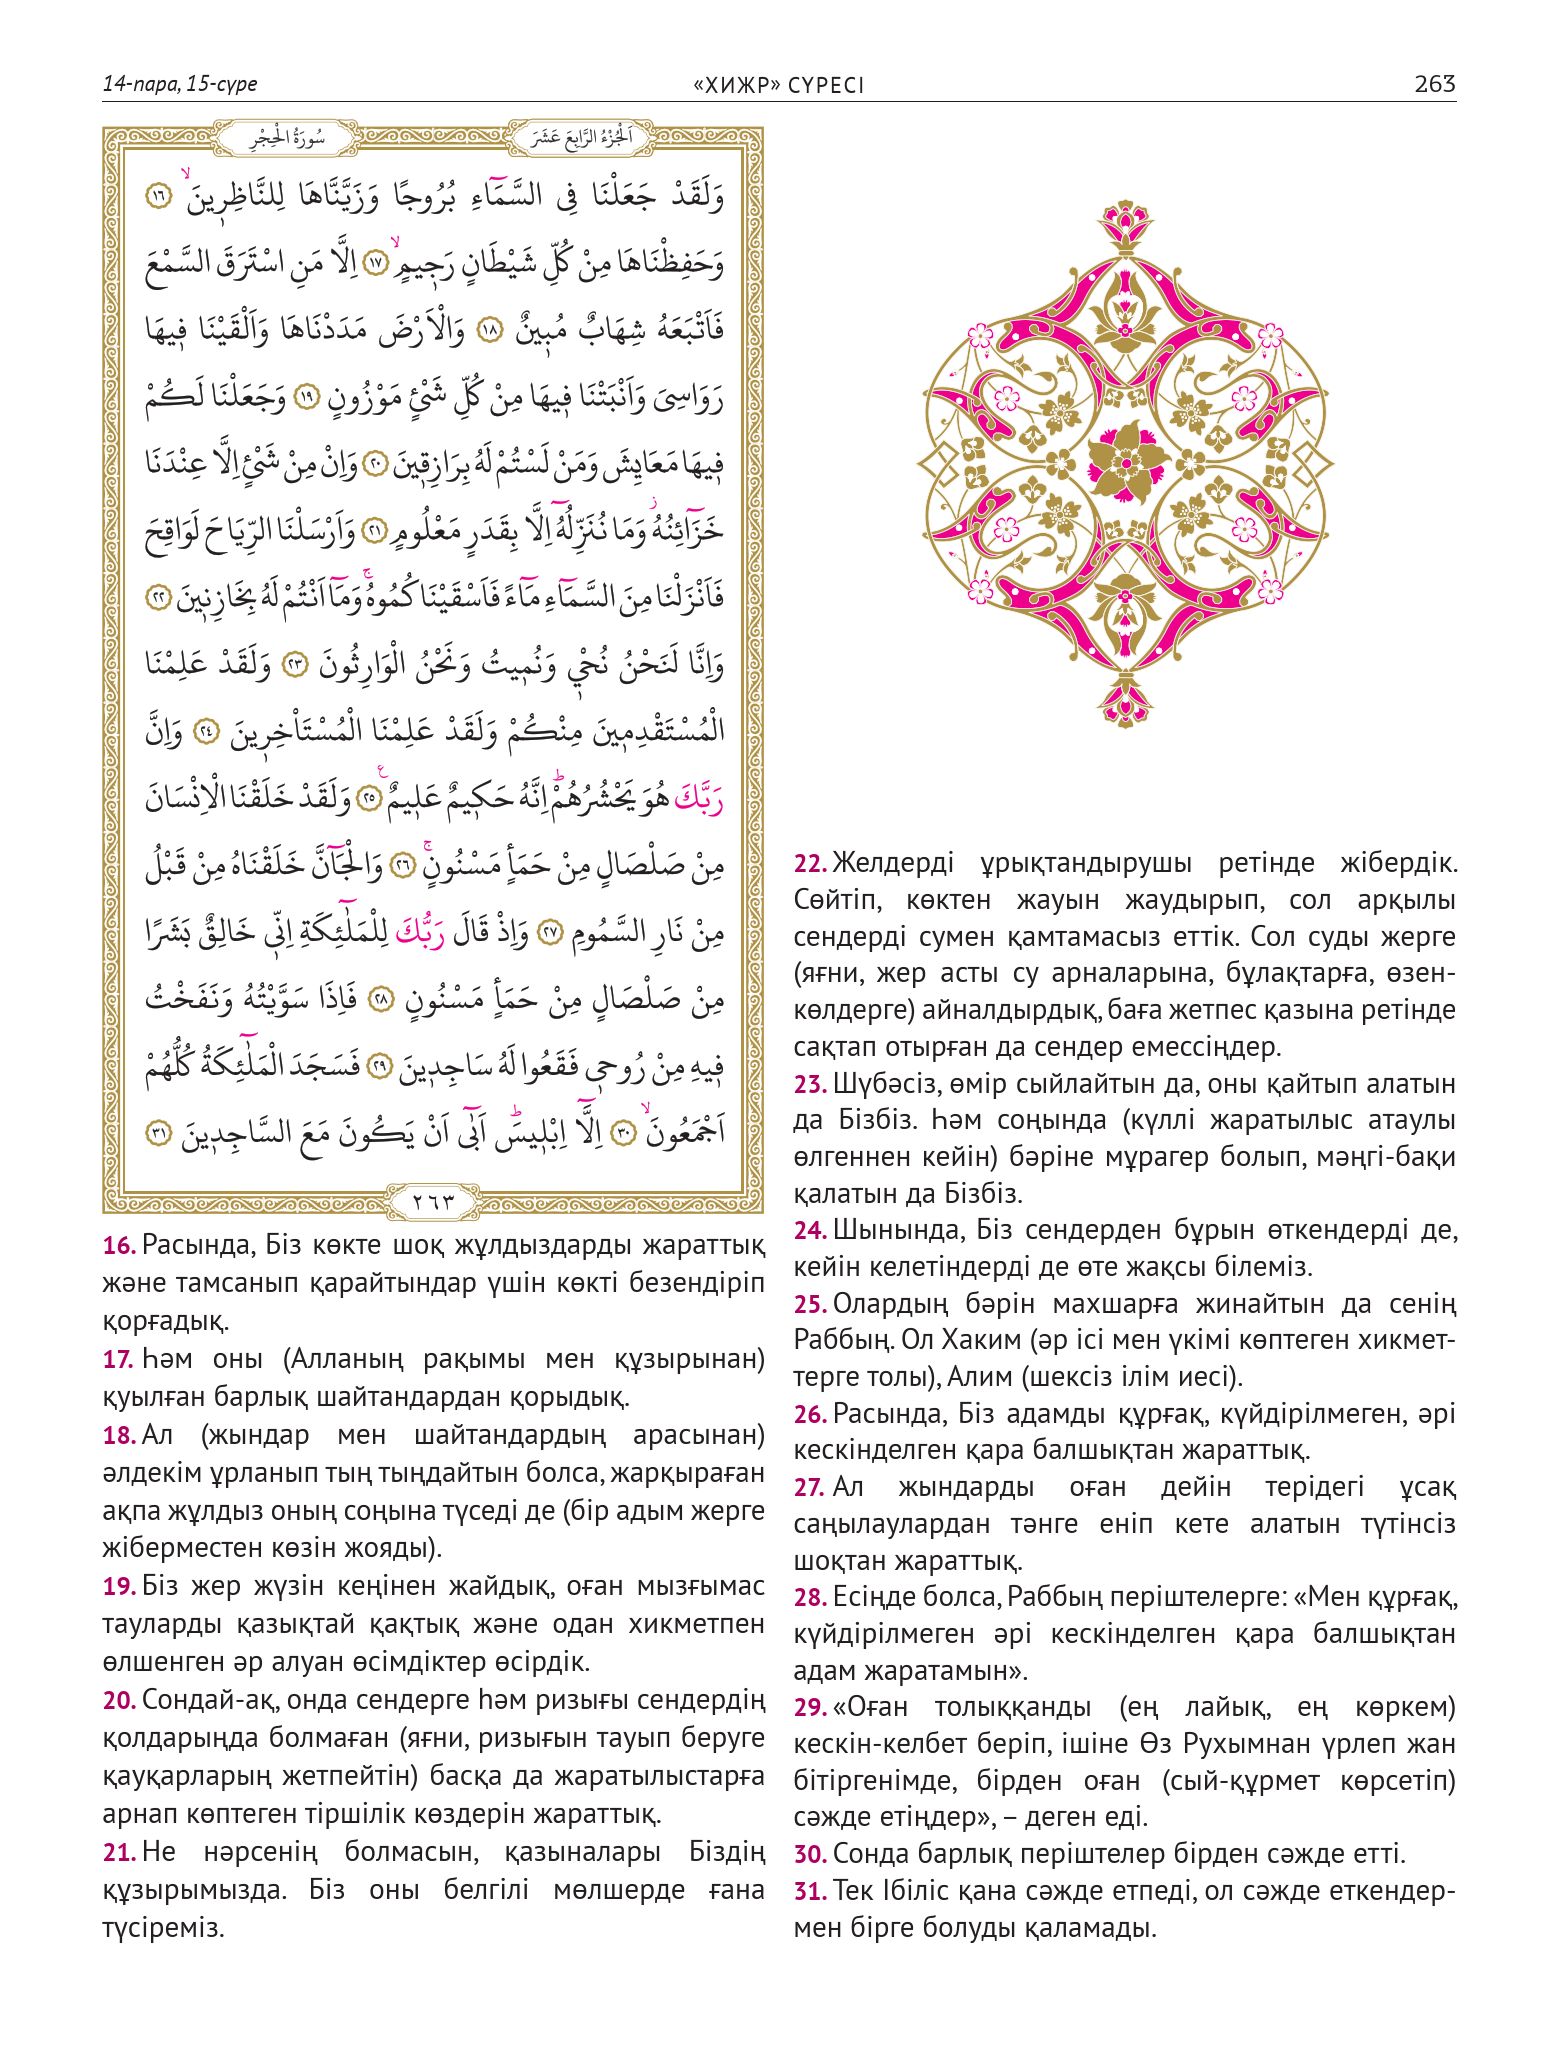 14-пара, 15-сүре
«ХИЖР» СҮРЕСІ
263
سُورَةُ الْحِجْرِ
اَلْجُزْءُ الرَّابِعَ عَشَرَ
وَلَقَدْ جَعَلْنَا فِى السَّمَٓاءِ بُرُوجًا وَزَيَّنَّاهَا لِلنَّاظِر۪ينَۙ ﴿١٦﴾
وَحَفِظْنَاهَا مِنْ كُلِّ شَيْطَانٍ رَج۪يمٍۙ ﴿١٧﴾ اِلَّا مَنِ اسْتَرَقَ السَّمْعَ
فَاَتْبَعَهُ شِهَابٌ مُب۪ينٌ ﴿١٨﴾ وَالْاَرْضَ مَدَدْنَاهَا وَاَلْقَيْنَا ف۪يهَا
رَوَاسِىَ وَاَنْبَتْنَا ف۪يهَا مِنْ كُلِّ شَىْئٍ مَوْزُونٍ ﴿١٩﴾ وَجَعَلْنَا لَكُمْ
ف۪يهَا مَعَايِشَ وَمَنْ لَسْتُمْ لَهُ بِرَازِق۪ينَ ﴿٢٠﴾ وَاِنْ مِنْ شَىْئٍ اِلَّا عِنْدَنَا
خَزَٓائِنُهُۘ وَمَا نُنَزِّلُهُٓ اِلَّا بِقَدَرٍ مَعْلُومٍ ﴿٢١﴾ وَاَرْسَلْنَا الرِّيَاحَ لَوَاقِحَ
فَاَنْزَلْنَا مِنَ السَّمَٓاءِ مَٓاءً فَاَسْقَيْنَاكُمُوهُۚ وَمَٓا اَنْتُمْ لَهُ بِخَازِن۪ينَ ﴿٢٢﴾
وَاِنَّا لَنَحْنُ نُحْي۪ وَنُم۪يتُ وَنَحْنُ الْوَارِثُونَ ﴿٢٣﴾ وَلَقَدْ عَلِمْنَا
الْمُسْتَقْدِم۪ينَ مِنْكُمْ وَلَقَدْ عَلِمْنَا الْمُسْتَاْخِر۪ينَ ﴿٢٤﴾ وَاِنَّ
رَبَّكَ هُوَ يَحْشُرُهُمْؕ اِنَّهُ حَك۪يمٌ عَل۪يمٌ ﴿٢٥﴾ وَلَقَدْ خَلَقْنَا الْاِنْسَانَ
مِنْ صَلْصَالٍ مِنْ حَمَأٍ مَسْنُونٍۚ ﴿٢٦﴾ وَالْجَٓانَّ خَلَقْنَاهُ مِنْ قَبْلُ
مِنْ نَارِ السَّمُومِ ﴿٢٧﴾ وَاِذْ قَالَ رَبُّكَ لِلْمَلٰٓئِكَةِ اِنّ۪ى خَالِقٌ بَشَرًا
مِنْ صَلْصَالٍ مِنْ حَمَأٍ مَسْنُونٍ ﴿٢٨﴾ فَاِذَا سَوَّيْتُهُ وَنَفَخْتُ
ف۪يهِ مِنْ رُوح۪ى فَقَعُوا لَهُ سَاجِد۪ينَ ﴿٢٩﴾ فَسَجَدَ الْمَلٰٓئِكَةُ كُلُّهُمْ
اَجْمَعُونَۙ ﴿٣٠﴾ اِلَّٓا اِبْل۪يسَؕ اَبٰٓى اَنْ يَكُونَ مَعَ السَّاجِد۪ينَ ﴿٣١﴾
٢٦٣
16. Расында, Біз көкте шоқ жұлдыздарды жараттық
және тамсанып қарайтындар үшін көкті безендіріп
қорғадық.
17. Һәм оны (Алланың рақымы мен құзырынан)
қуылған барлық шайтандардан қорыдық.
18. Ал (жындар мен шайтандардың арасынан)
әлдекім ұрланып тың тыңдайтын болса, жарқыраған
ақпа жұлдыз оның соңына түседі де (бір адым жерге
жіберместен көзін жояды).
19. Біз жер жүзін кеңінен жайдық, оған мызғымас
тауларды қазықтай қақтық және одан хикметпен
өлшенген әр алуан өсімдіктер өсірдік.
20. Сондай-ақ, онда сендерге һәм ризығы сендердің
қолдарыңда болмаған (яғни, ризығын тауып беруге
қауқарларың жетпейтін) басқа да жаратылыстарға
арнап көптеген тіршілік көздерін жараттық.
21. Не нәрсенің болмасын, қазыналары Біздің
құзырымызда. Біз оны белгілі мөлшерде ғана
түсіреміз.
22. Желдерді ұрықтандырушы ретінде жібердік.
Сөйтіп, көктен жауын жаудырып, сол арқылы
сендерді сумен қамтамасыз еттік. Сол суды жерге
(яғни, жер асты су арналарына, бұлақтарға, өзен-
көлдерге) айналдырдық, баға жетпес қазына ретінде
сақтап отырған да сендер емессіңдер.
23. Шүбәсіз, өмір сыйлайтын да, оны қайтып алатын
да Бізбіз. Һәм соңында (күллі жаратылыс атаулы
өлгеннен кейін) бәріне мұрагер болып, мәңгі-бақи
қалатын да Бізбіз.
24. Шынында, Біз сендерден бұрын өткендерді де,
кейін келетіндерді де өте жақсы білеміз.
25. Олардың бәрін махшарға жинайтын да сенің
Раббың. Ол Хаким (әр ісі мен үкімі көптеген хикмет-
терге толы), Алим (шексіз ілім иесі).
26. Расында, Біз адамды құрғақ, күйдірілмеген, әрі
кескінделген қара балшықтан жараттық.
27. Ал жындарды оған дейін терідегі ұсақ
саңылаулардан тәнге еніп кете алатын түтінсіз
шоқтан жараттық.
28. Есіңде болса, Раббың періштелерге: «Мен құрғақ,
күйдірілмеген әрі кескінделген қара балшықтан
адам жаратамын».
29. «Оған толыққанды (ең лайық, ең көркем)
кескін-келбет беріп, ішіне Өз Рухымнан үрлеп жан
бітіргенімде, бірден оған (сый-құрмет көрсетіп)
сәжде етіңдер», – деген еді.
30. Сонда барлық періштелер бірден сәжде етті.
31. Тек Ібіліс қана сәжде етпеді, ол сәжде еткендер-
мен бірге болуды қаламады.